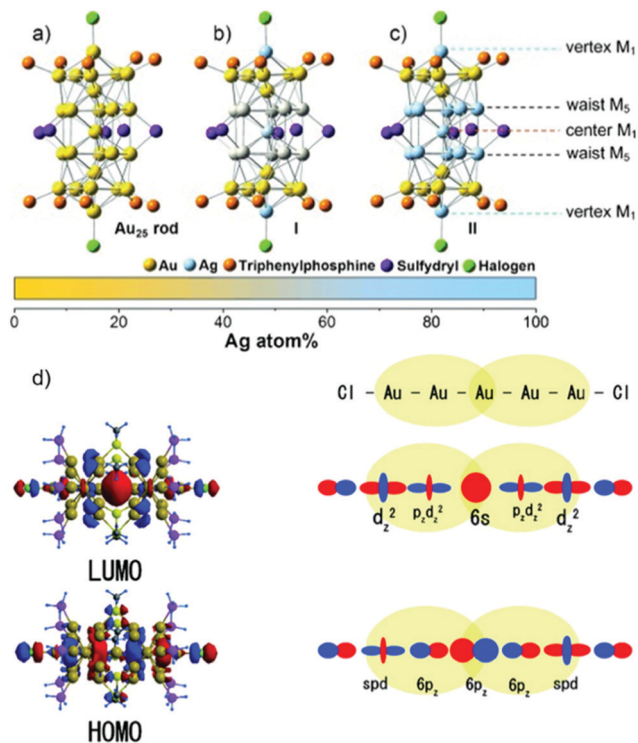 a) b) c)
vertex M1
waist M5
center M1
waist M5
vertex M1
Au25 rod I II
Au Ag Triphenylphosphine Sulfydryl Halogen
0 20 40 60 80 100
Ag atom%
d)
Cl - Au - Au - Au - Au - Au - Cl
dz2 pzdz2 6s pzdz2 dz2
LUMO
spd 6pz 6pz 6pz spd
HOMO